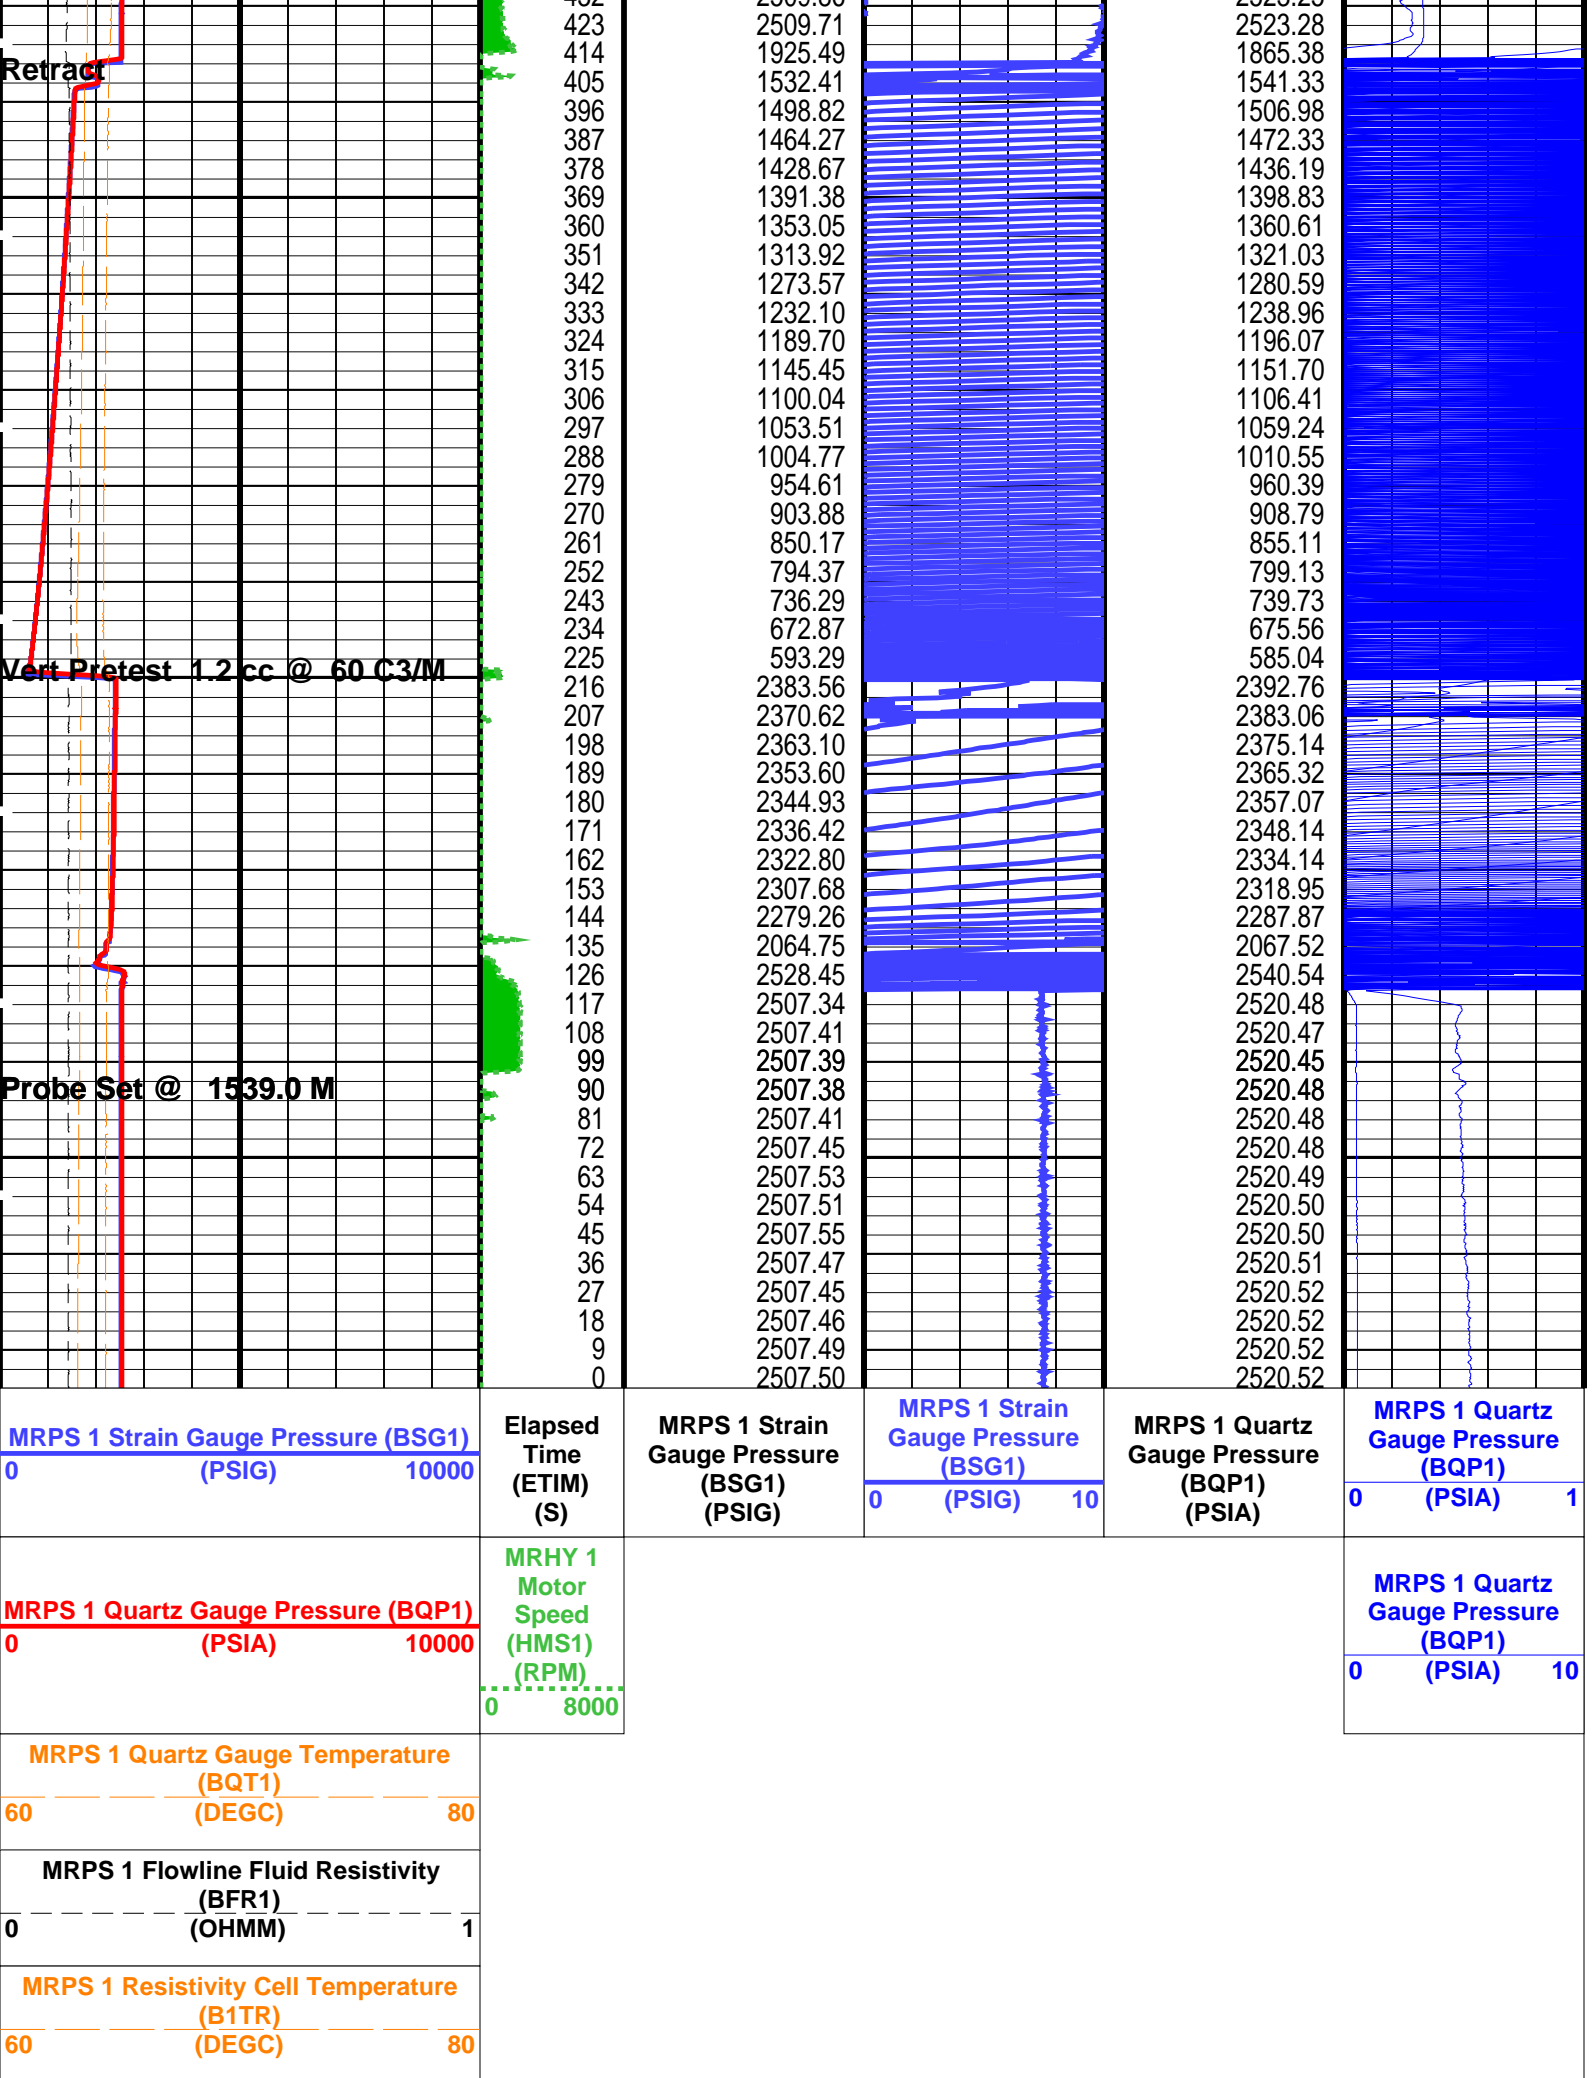 423 2509.71 2523.28
414 1925.49 1865.38
Retract
405 1532.41 1541.33
396 1498.82 1506.98
387 1464.27 1472.33
378 1428.67 1436.19
369 1391.38 1398.83
360 1353.05 1360.61
351 1313.92 1321.03
342 1273.57 1280.59
333 1232.10 1238.96
324 1189.70 1196.07
315 1145.45 1151.70
306 1100.04 1106.41
297 1053.51 1059.24
288 1004.77 1010.55
279 954.61 960.39
270 903.88 908.79
261 850.17 855.11
252 794.37 799.13
243 736.29 739.73
234 672.87 675.56
225 593.29 585.04
Vert Pretest 1.2 cc @ 60 C3/M
216 2383.56 2392.76
207 2370.62 2383.06
198 2363.10 2375.14
189 2353.60 2365.32
180 2344.93 2357.07
171 2336.42 2348.14
162 2322.80 2334.14
153 2307.68 2318.95
144 2279.26 2287.87
135 2064.75 2067.52
126 2528.45 2540.54
117 2507.34 2520.48
108 2507.41 2520.47
99 2507.39 2520.45
Probe Set @ 1539.0 M
90 2507.38 2520.48
81 2507.41 2520.48
72 2507.45 2520.48
63 2507.53 2520.49
54 2507.51 2520.50
45 2507.55 2520.50
36 2507.47 2520.51
27 2507.45 2520.52
18 2507.46 2520.52
9 2507.49 2520.52
0 2507.50 2520.52
MRPS 1 Strain Gauge Pressure (BSG1)
0 (PSIG) 10000
Elapsed
Time
(ETIM)
(S)
MRPS 1 Strain
Gauge Pressure
(BSG1)
(PSIG)
MRPS 1 Strain
Gauge Pressure
(BSG1)
0 (PSIG) 10
MRPS 1 Quartz
Gauge Pressure
(BQP1)
(PSIA)
MRPS 1 Quartz
Gauge Pressure
(BQP1)
0 (PSIA) 1
MRPS 1 Quartz Gauge Pressure (BQP1)
0 (PSIA) 10000
MRHY 1
Motor
Speed
(HMS1)
(RPM)
0 8000
MRPS 1 Quartz
Gauge Pressure
(BQP1)
0 (PSIA) 10
MRPS 1 Quartz Gauge Temperature
(BQT1)
60 (DEGC) 80
MRPS 1 Flowline Fluid Resistivity
(BFR1)
0 (OHMM) 1
MRPS 1 Resistivity Cell Temperature
(B1TR)
60 (DEGC) 80